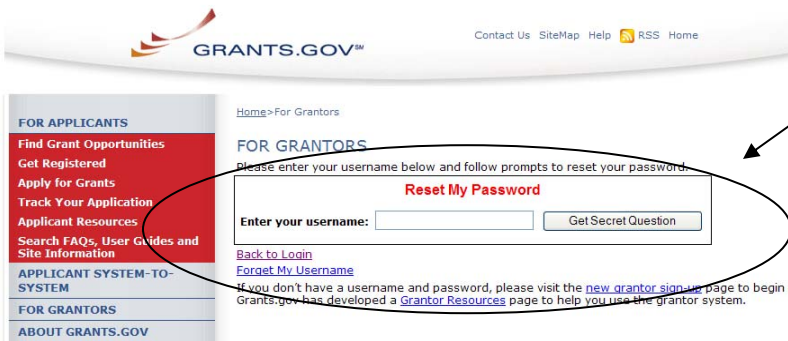 GRANTS.GOV℠
Contact Us SiteMap Help RSS Home
FOR APPLICANTS
Find Grant Opportunities
Get Registered
Apply for Grants
Track Your Application
Applicant Resources
Search FAQs, User Guides and
Site Information
APPLICANT SYSTEM-TO-
SYSTEM
FOR GRANTORS
ABOUT GRANTS.GOV
Home>For Grantors
FOR GRANTORS
Please enter your username below and follow prompts to reset your password.
Reset My Password
Enter your username: Get Secret Question
Back to Login
Forget My Username
If you don't have a username and password, please visit the new grantor sign-up page to begin
Grants.gov has developed a Grantor Resources page to help you use the grantor system.